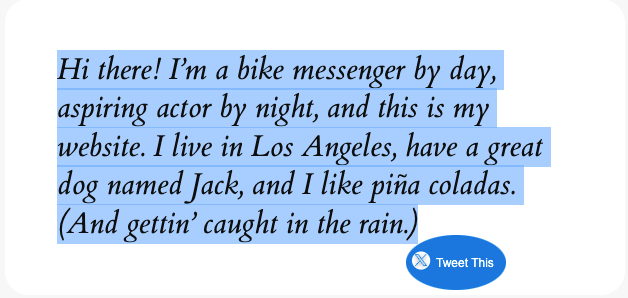 Hi there! I’m a bike messenger by day,
aspiring actor by night, and this is my
website. I live in Los Angeles, have a great
dog named Jack, and I like piña coladas.
(And gettin’ caught in the rain.)
Tweet This